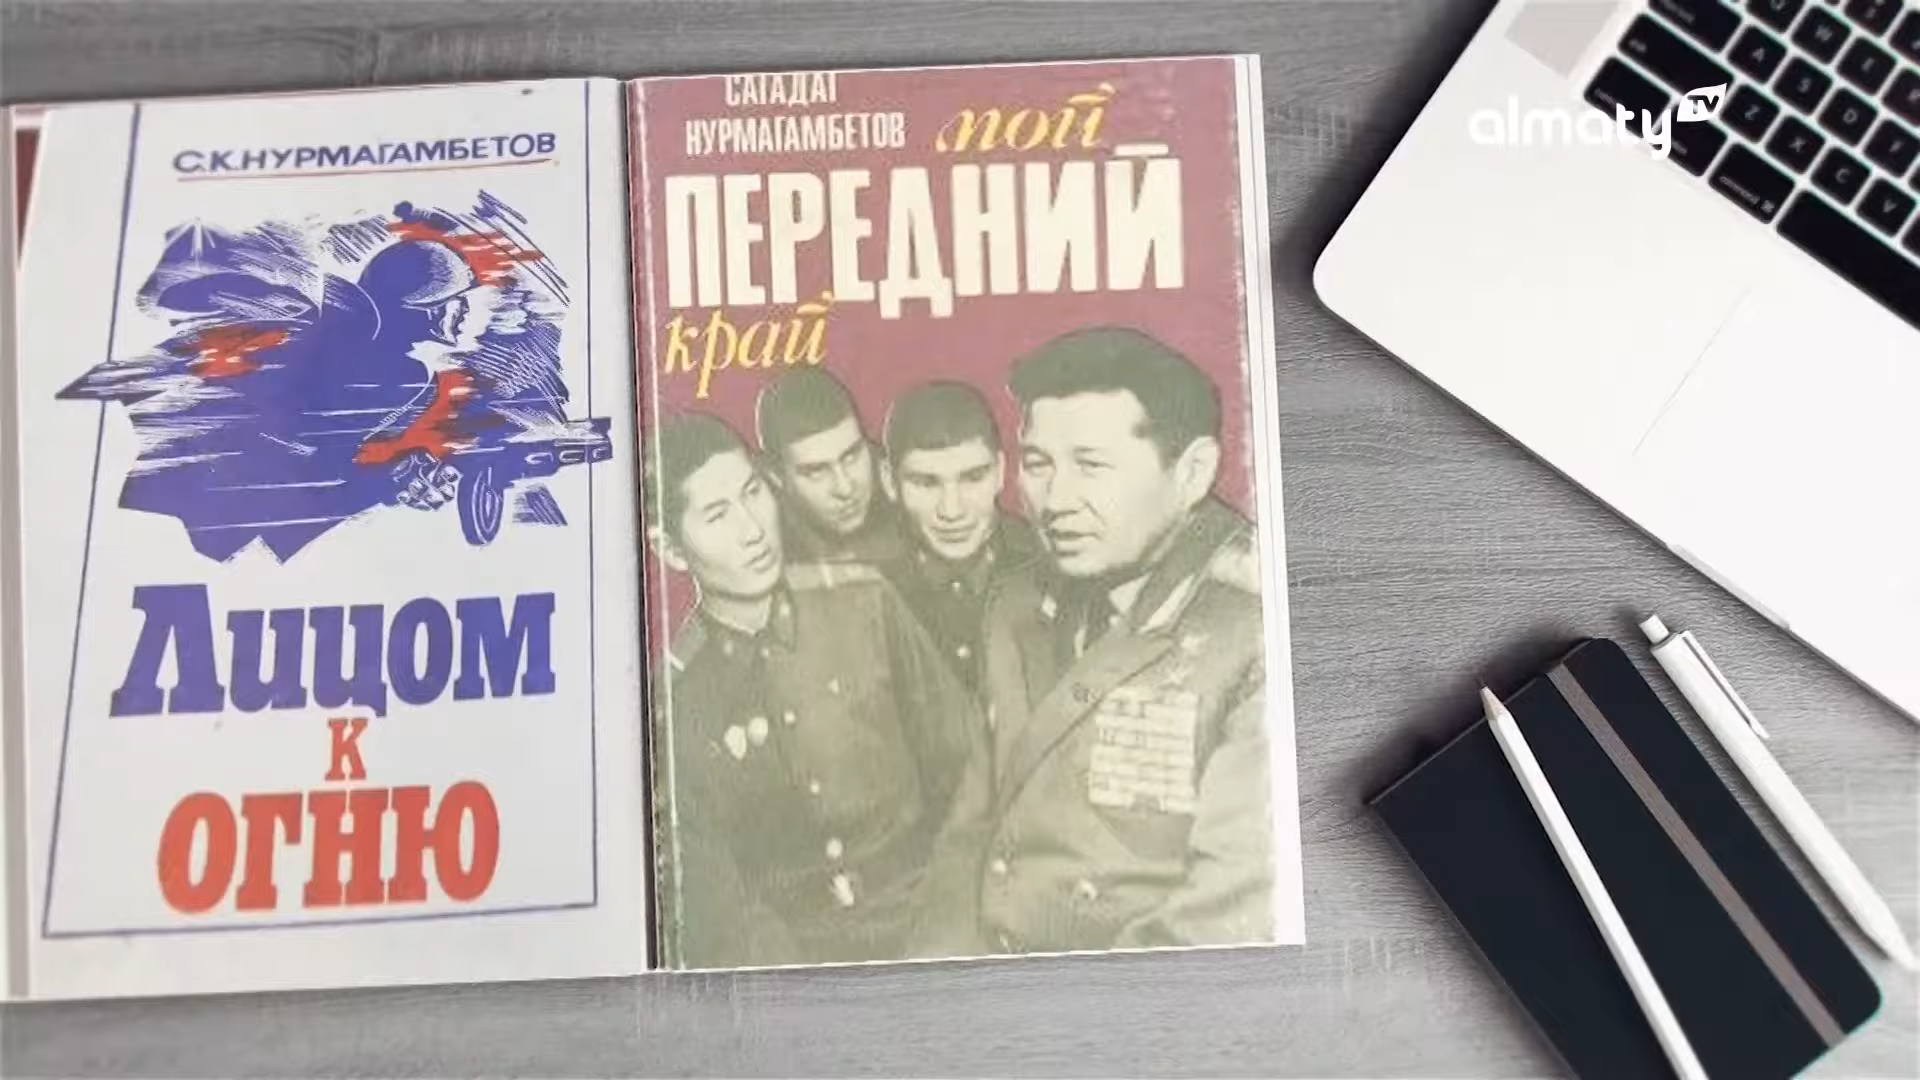 С.К.НУРМАГАМБЕТОВ
Лицом
к
огню
САГАДАТ
НУРМАГАМБЕТОВ
мой
ПЕРЕДНИЙ
край
almaty TV